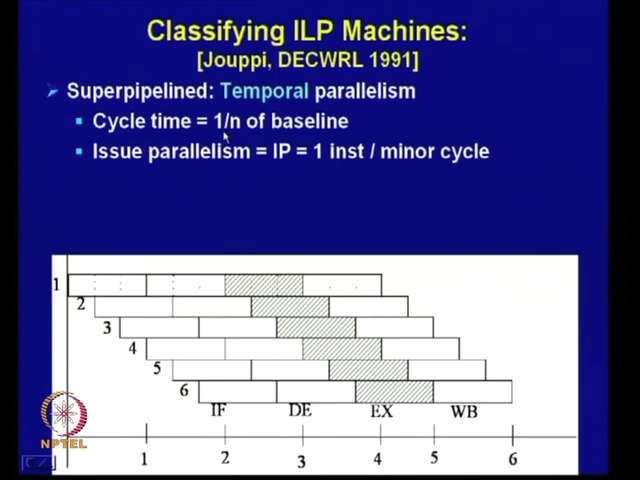 Classifying ILP Machines:
[Jouppi, DECWRL 1991]
Superpipelined: Temporal parallelism
Cycle time = 1/n of baseline
Issue parallelism = IP = 1 inst / minor cycle
1
2
3
4
5
6
IF DE EX WB
NPTEL
1 2 3 4 5 6